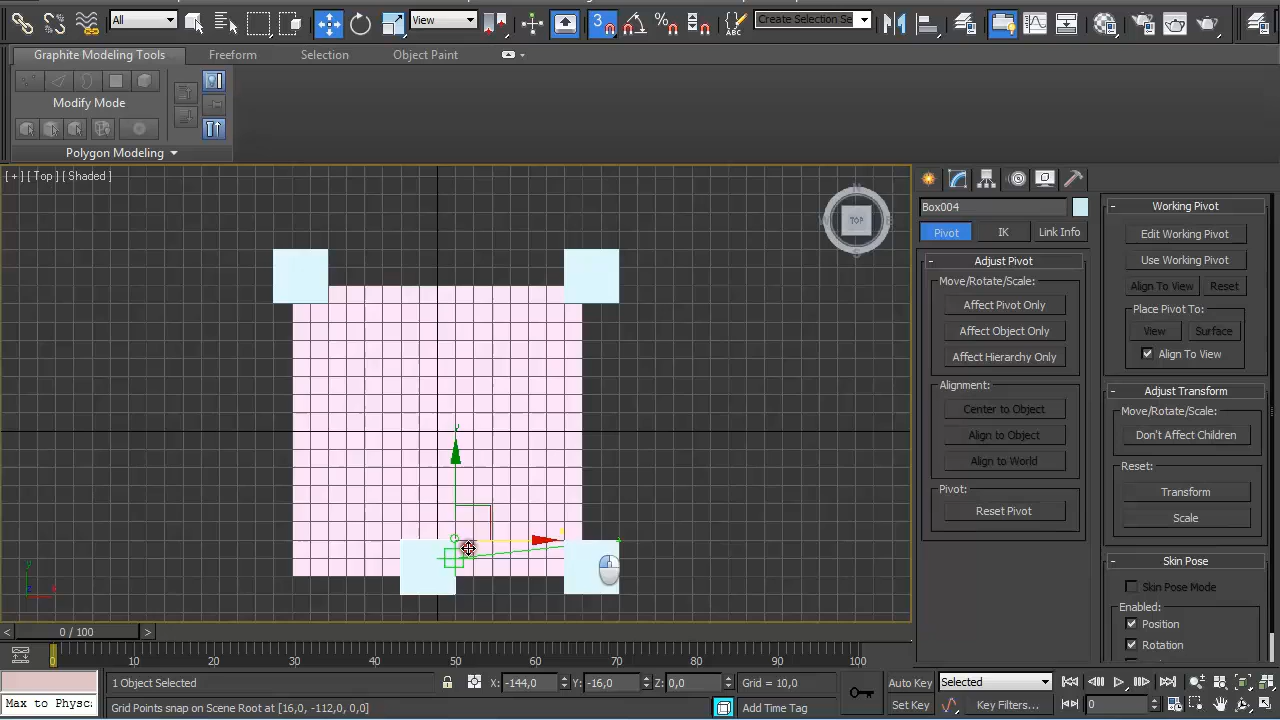 All
View
3
Create Selection Se
ABC
Graphite Modeling Tools
Freeform
Selection
Object Paint
Modify Mode
Polygon Modeling
[ + ] [ Top ] [ Shaded ]
N
TOP
S
y
x
Box004
Pivot
IK
Link Info
- Adjust Pivot
Move/Rotate/Scale:
Affect Pivot Only
Affect Object Only
Affect Hierarchy Only
Alignment:
Center to Object
Align to Object
Align to World
Pivot:
Reset Pivot
- Working Pivot
Edit Working Pivot
Use Working Pivot
Align To View
Reset
Place Pivot To:
View
Surface
Align To View
- Adjust Transform
Move/Rotate/Scale:
Don't Affect Children
Reset:
Transform
Scale
- Skin Pose
Skin Pose Mode
Enabled:
Position
Rotation
< 0 / 100 >
0 10 20 30 40 50 60 70 80 90 100
1 Object Selected
X: -144,0
Y: -16,0
Z: 0,0
Grid = 10,0
Auto Key
Selected
Max to Physc
Grid Points snap on Scene Root at [16,0, -112,0, 0,0]
Add Time Tag
Set Key
Key Filters...
0